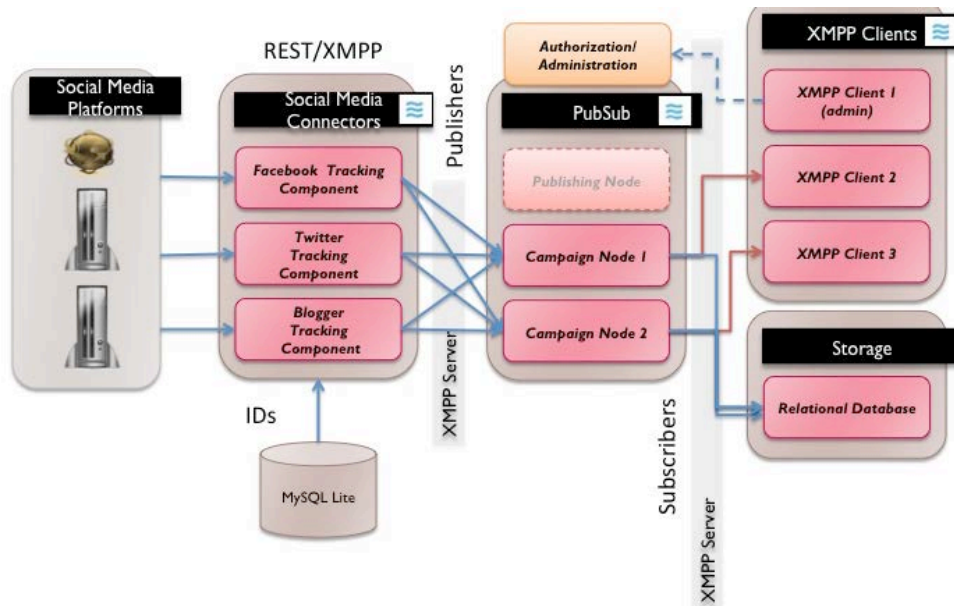 REST/XMPP
Social Media
Platforms
Social Media
Connectors
Facebook Tracking
Component
Twitter
Tracking
Component
Blogger
Tracking
Component
IDs
MySQL Lite
Publishers
XMPP Server
Authorization/
Administration
PubSub
Publishing Node
Campaign Node 1
Campaign Node 2
Subscribers
XMPP Server
XMPP Clients
XMPP Client 1
(admin)
XMPP Client 2
XMPP Client 3
Storage
Relational Database